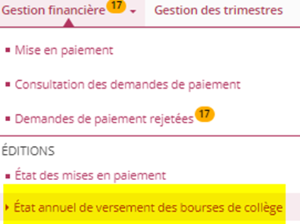 Gestion financière 17 Gestion des trimestres
Mise en paiement
Consultation des demandes de paiement
Demandes de paiement rejetées 17
ÉDITIONS
État des mises en paiement
État annuel de versement des bourses de collège